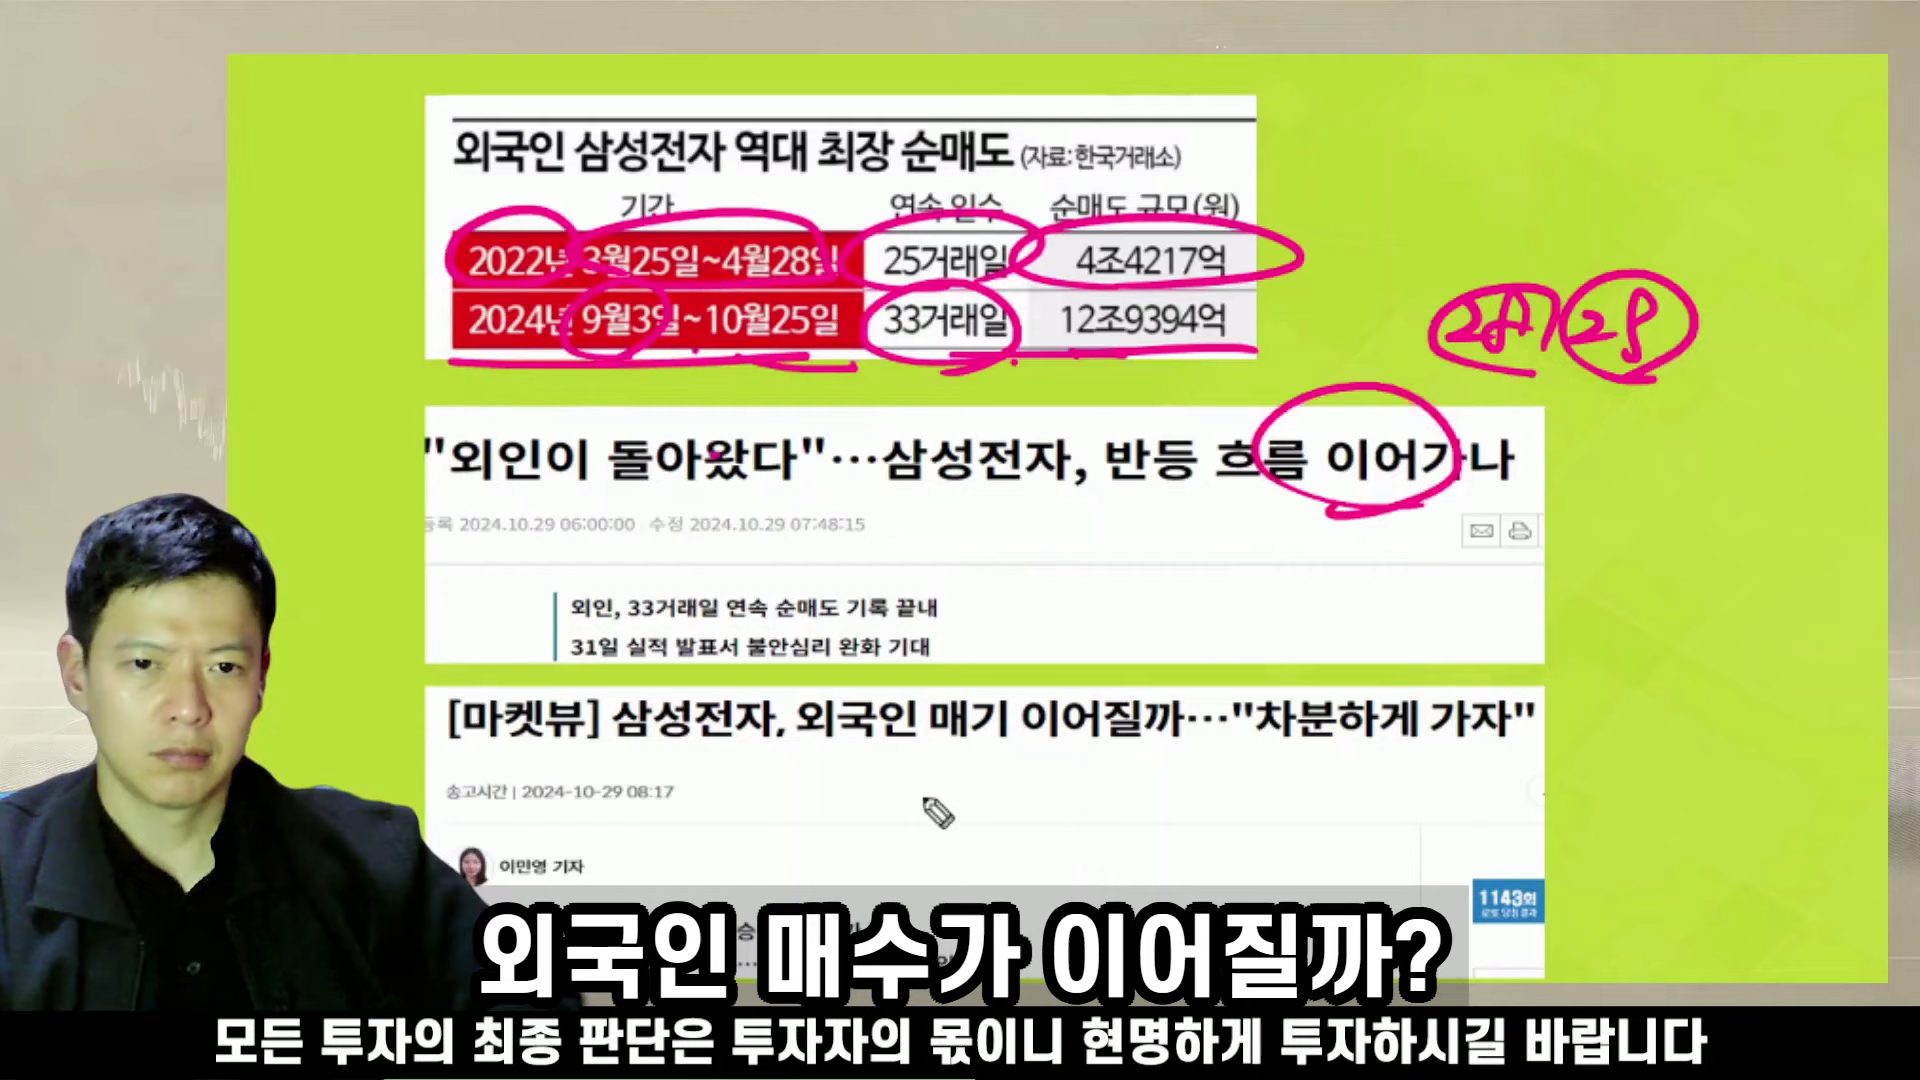 외국인 삼성전자 역대 최장 순매도 (자료:한국거래소)
기간 연속 일수 순매도 규모(원)
2022년 3월25일~4월28일 25거래일 4조4217억
2024년 9월3일~10월25일 33거래일 12조9394억
"외인이 돌아왔다"…삼성전자, 반등 흐름 이어가나
등록 2024.10.29 06:00:00 수정 2024.10.29 07:48:15
외인, 33거래일 연속 순매도 기록 끝내
31일 실적 발표서 불안심리 완화 기대
[마켓뷰] 삼성전자, 외국인 매기 이어질까…"차분하게 가자"
송고시간 | 2024-10-29 08:17
이민영 기자
1143회
외국인 매수가 이어질까?
모든 투자의 최종 판단은 투자자의 몫이니 현명하게 투자하시길 바랍니다